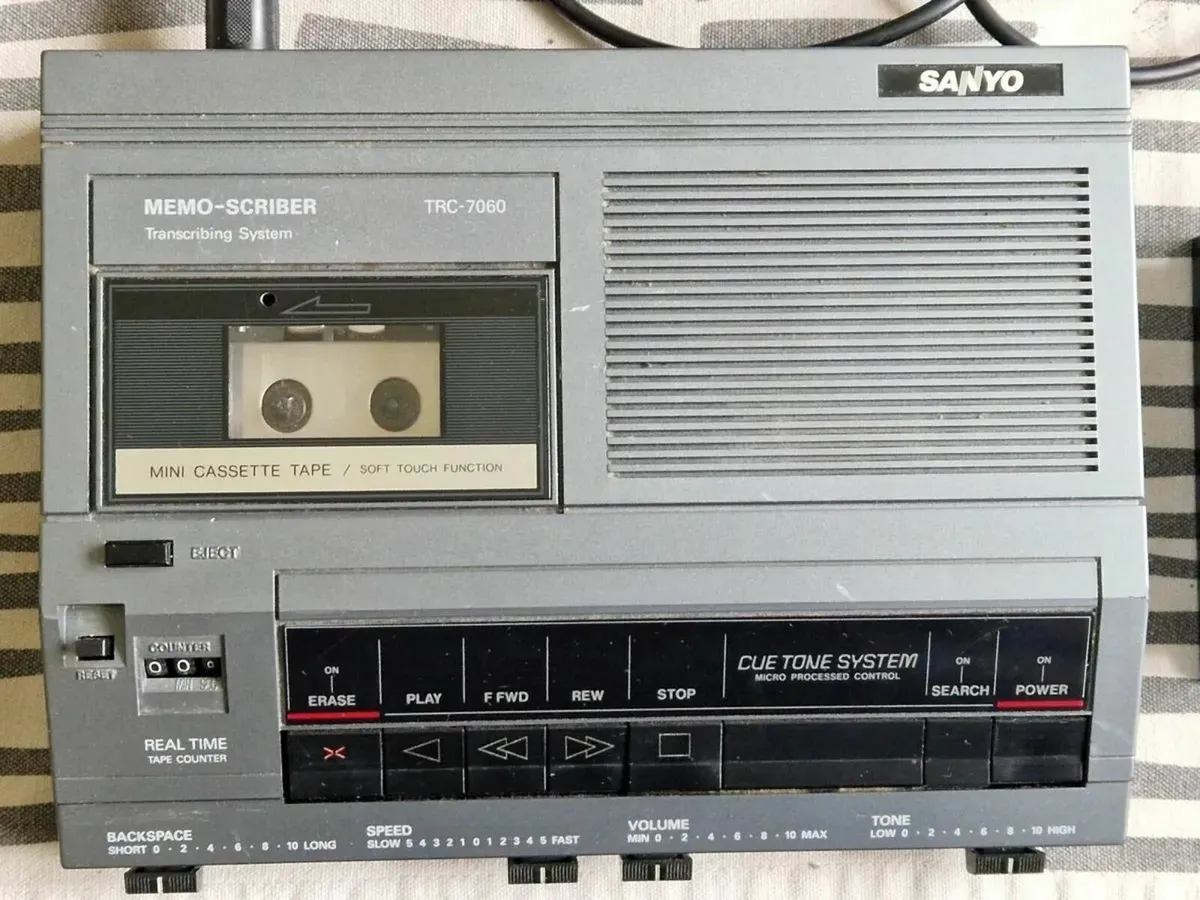 SANYO
MEMO-SCRIBER TRC-7060
Transcribing System
MINI CASSETTE TAPE / SOFT TOUCH FUNCTION
EJECT
RESET
COUNTER
MIN SEC
REAL TIME
TAPE COUNTER
ON
ERASE
PLAY
F FWD
REW
STOP
CUE TONE SYSTEM
MICRO PROCESSED CONTROL
ON
SEARCH
ON
POWER
BACKSPACE
SHORT 0 · 2 · 4 · 6 · 8 · 10 LONG
SPEED
SLOW 5 4 3 2 1 0 1 2 3 4 5 FAST
VOLUME
MIN 0 · 2 · 4 · 6 · 8 · 10 MAX
TONE
LOW 0 · 2 · 4 · 6 · 8 · 10 HIGH